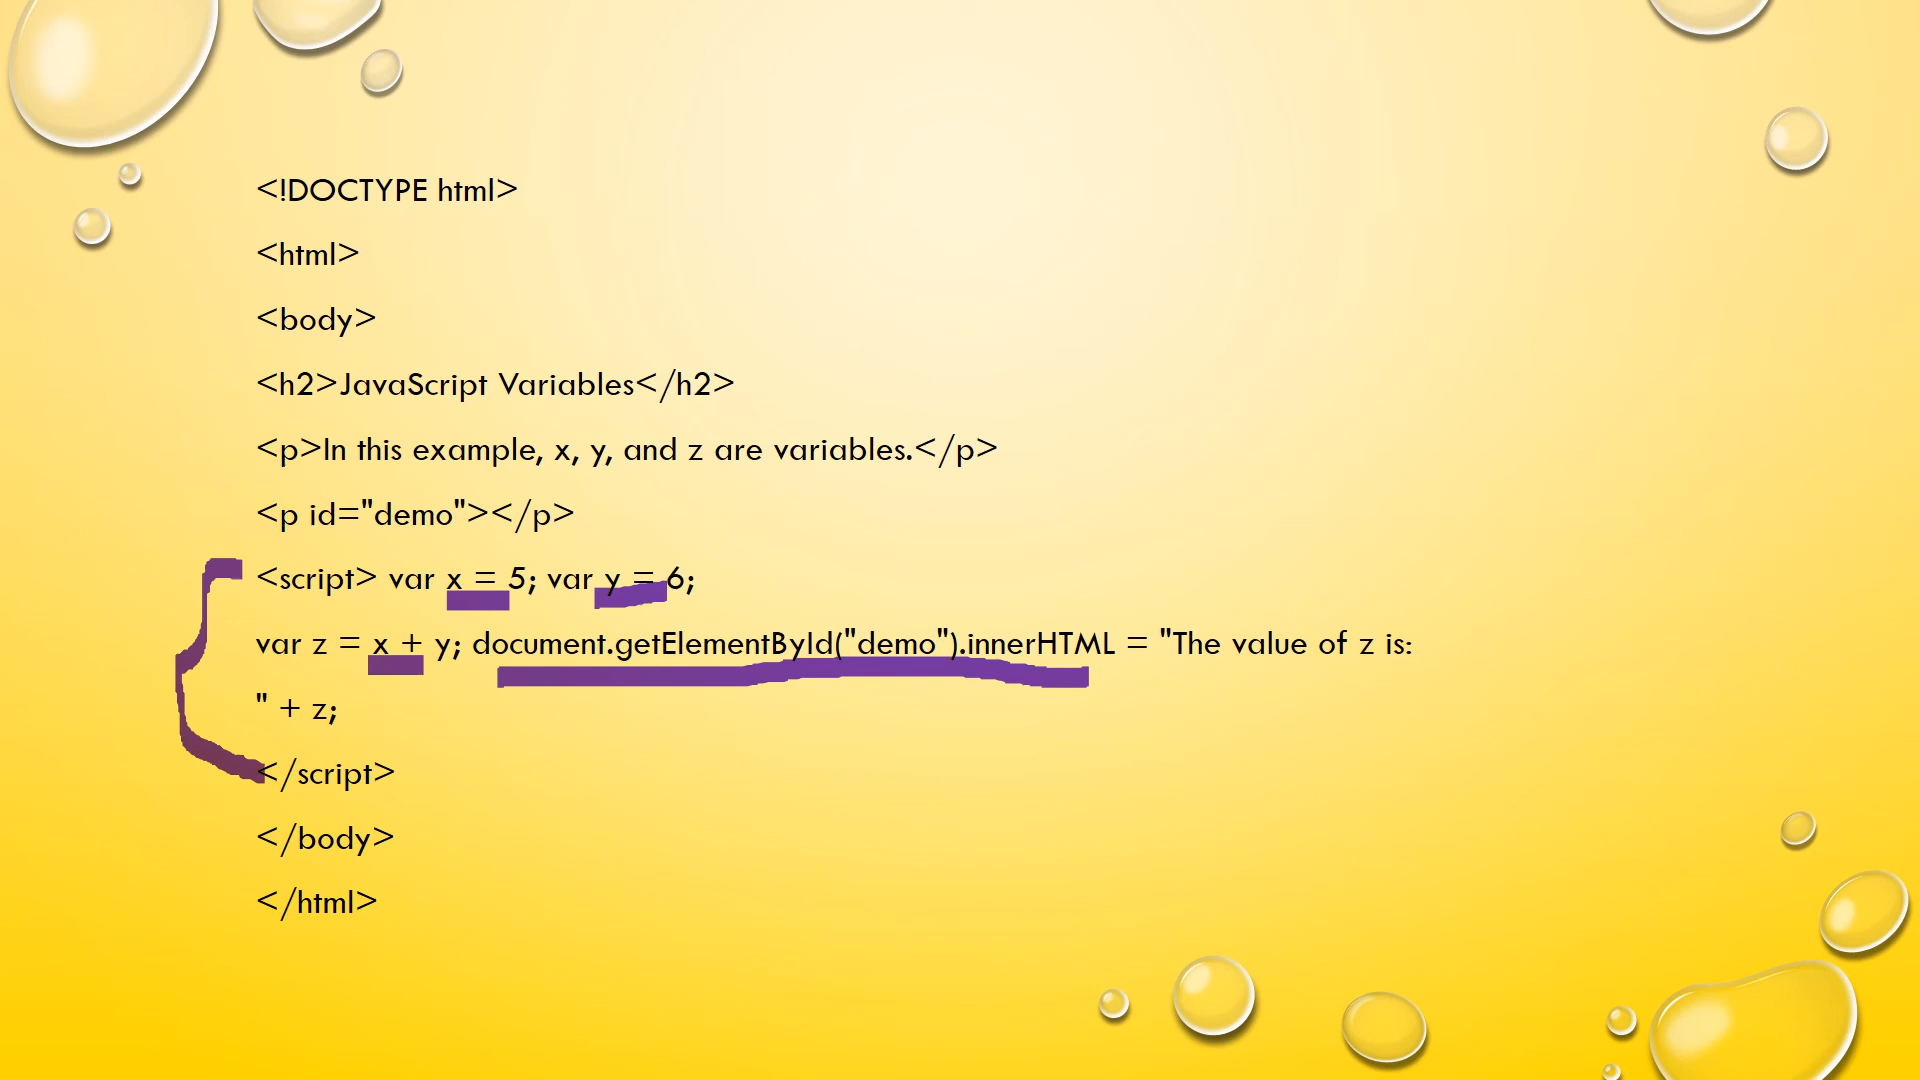 <!DOCTYPE html>
<html>
<body>
<h2>JavaScript Variables</h2>
<p>In this example, x, y, and z are variables.</p>
<p id="demo"></p>
<script> var x = 5; var y = 6;
var z = x + y; document.getElementById("demo").innerHTML = "The value of z is:
" + z;
</script>
</body>
</html>